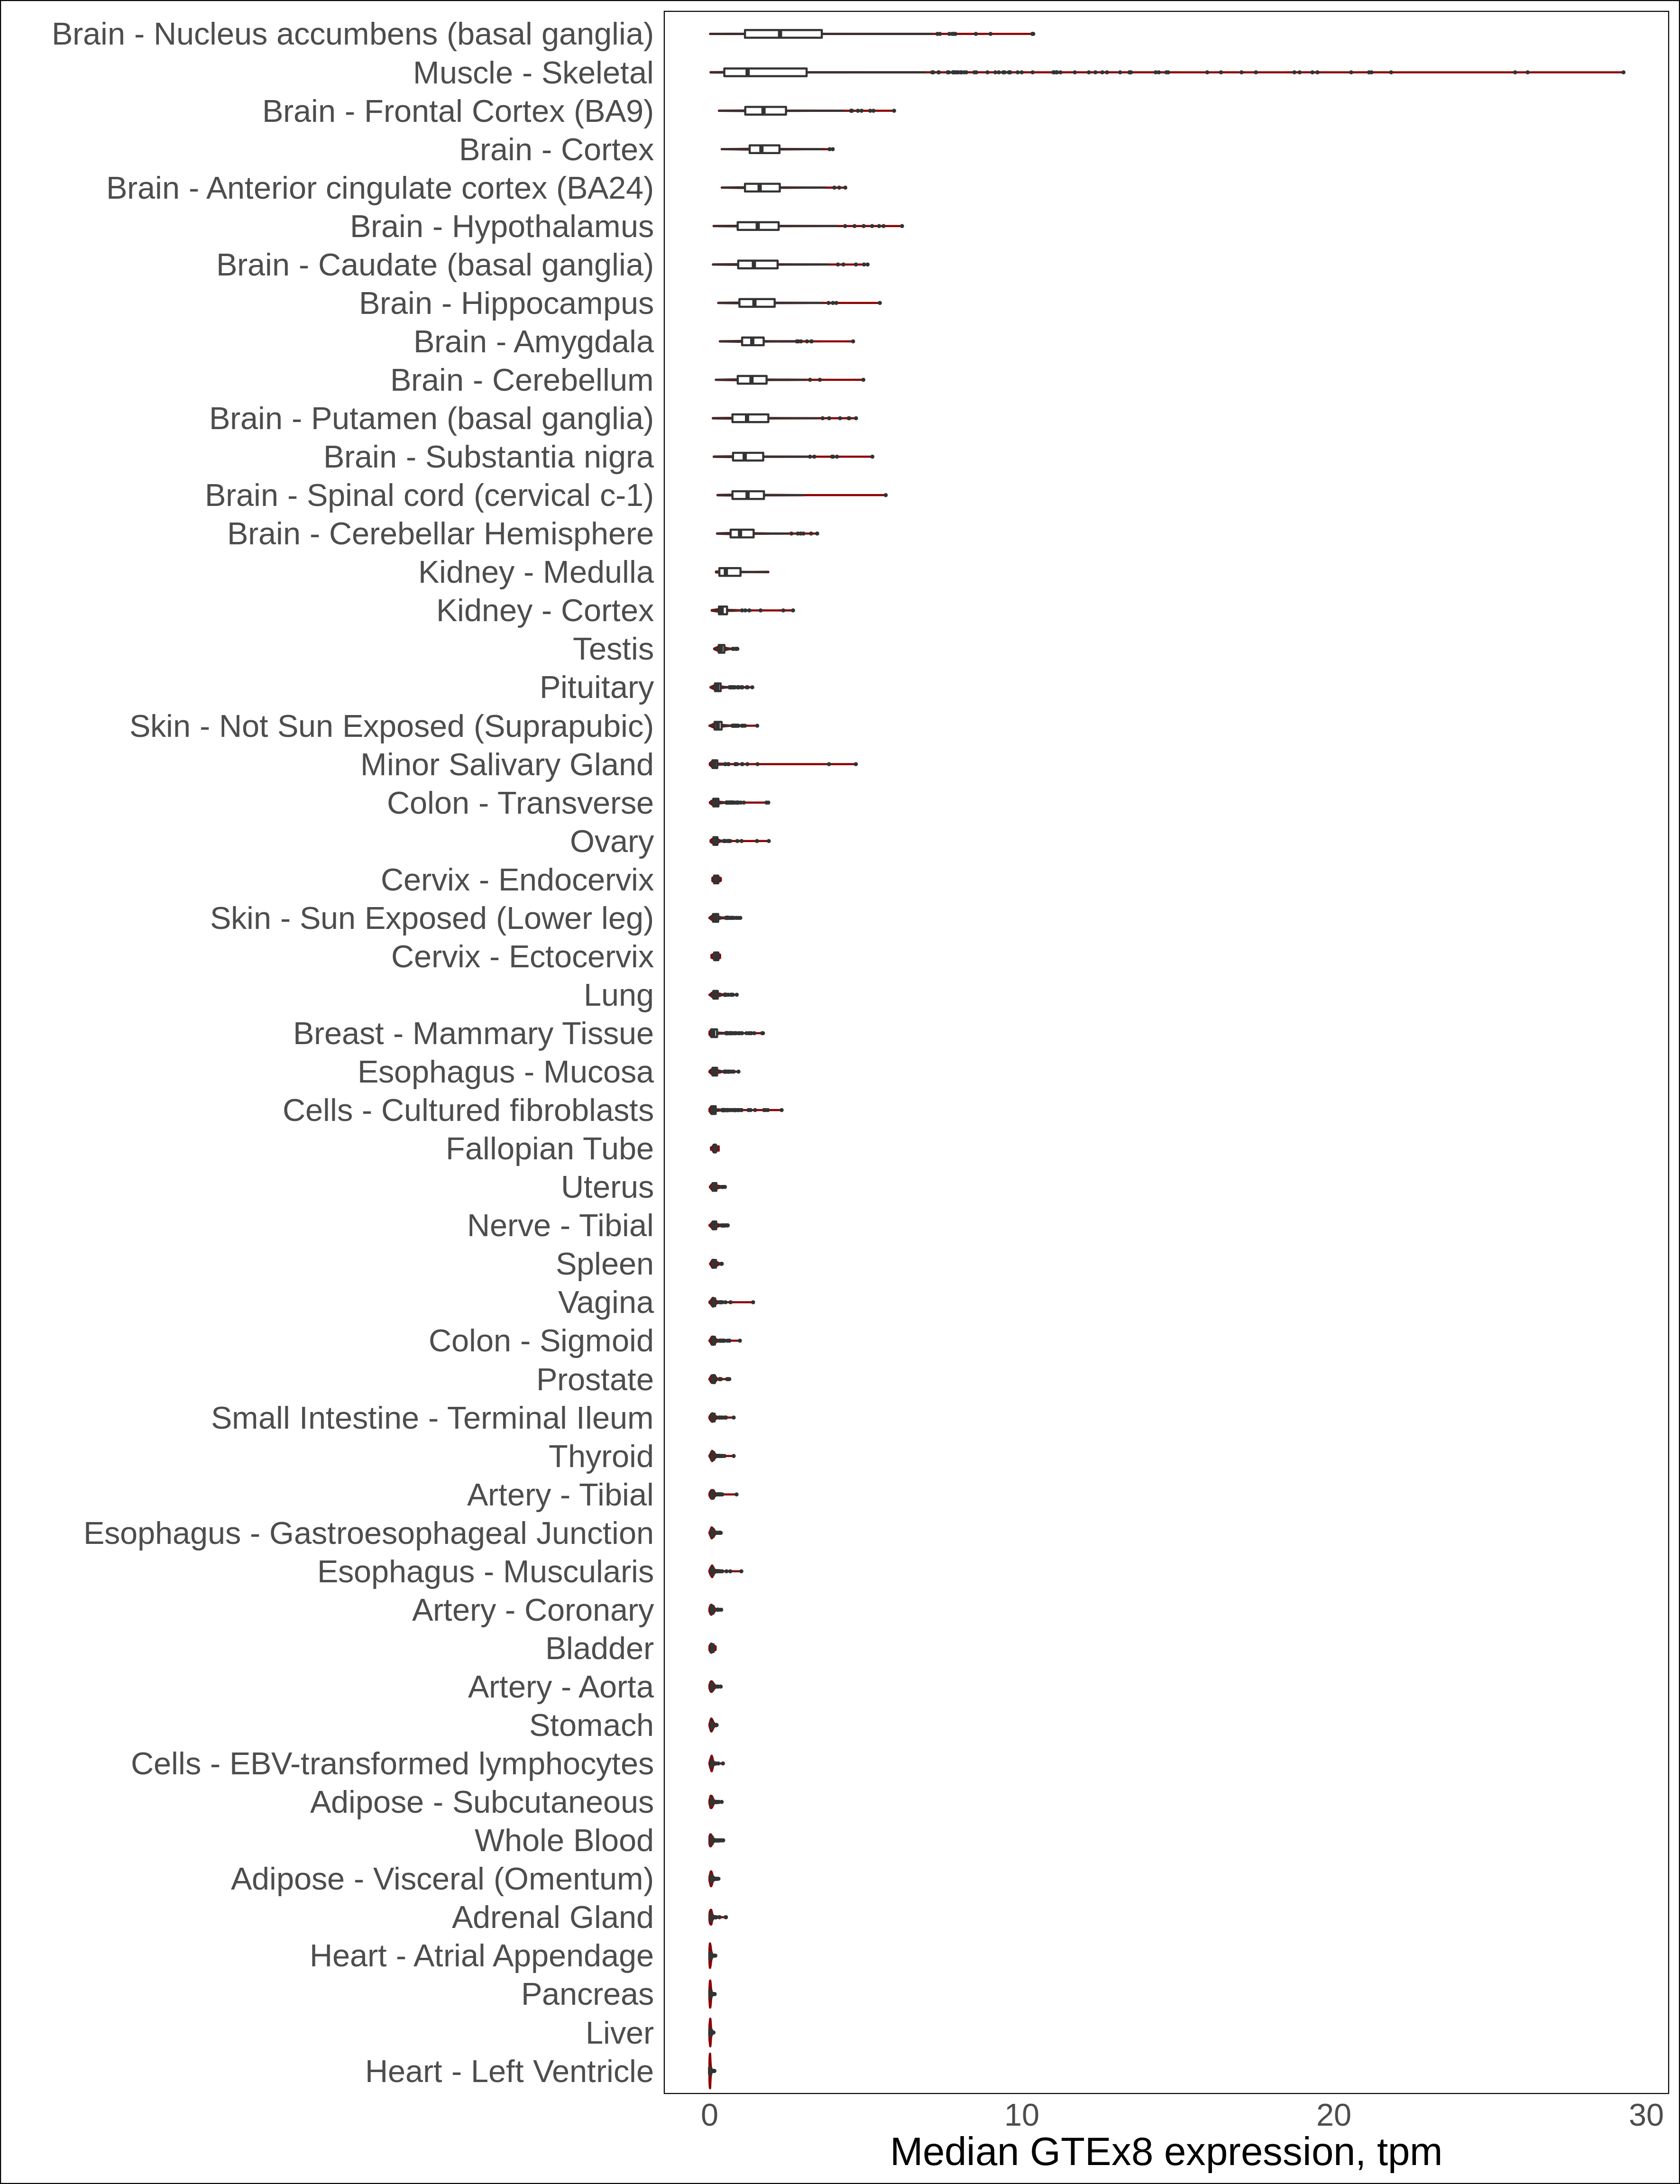 Brain - Nucleus accumbens (basal ganglia)
Muscle - Skeletal
Brain - Frontal Cortex (BA9)
Brain - Cortex
Brain - Anterior cingulate cortex (BA24)
Brain - Hypothalamus
Brain - Caudate (basal ganglia)
Brain - Hippocampus
Brain - Amygdala
Brain - Cerebellum
Brain - Putamen (basal ganglia)
Brain - Substantia nigra
Brain - Spinal cord (cervical c-1)
Brain - Cerebellar Hemisphere
Kidney - Medulla
Kidney - Cortex
Testis
Pituitary
Skin - Not Sun Exposed (Suprapubic)
Minor Salivary Gland
Colon - Transverse
Ovary
Cervix - Endocervix
Skin - Sun Exposed (Lower leg)
Cervix - Ectocervix
Lung
Breast - Mammary Tissue
Esophagus - Mucosa
Cells - Cultured fibroblasts
Fallopian Tube
Uterus
Nerve - Tibial
Spleen
Vagina
Colon - Sigmoid
Prostate
Small Intestine - Terminal Ileum
Thyroid
Artery - Tibial
Esophagus - Gastroesophageal Junction
Esophagus - Muscularis
Artery - Coronary
Bladder
Artery - Aorta
Stomach
Cells - EBV-transformed lymphocytes
Adipose - Subcutaneous
Whole Blood
Adipose - Visceral (Omentum)
Adrenal Gland
Heart - Atrial Appendage
Pancreas
Liver
Heart - Left Ventricle
0 10 20 30
Median GTEx8 expression, tpm